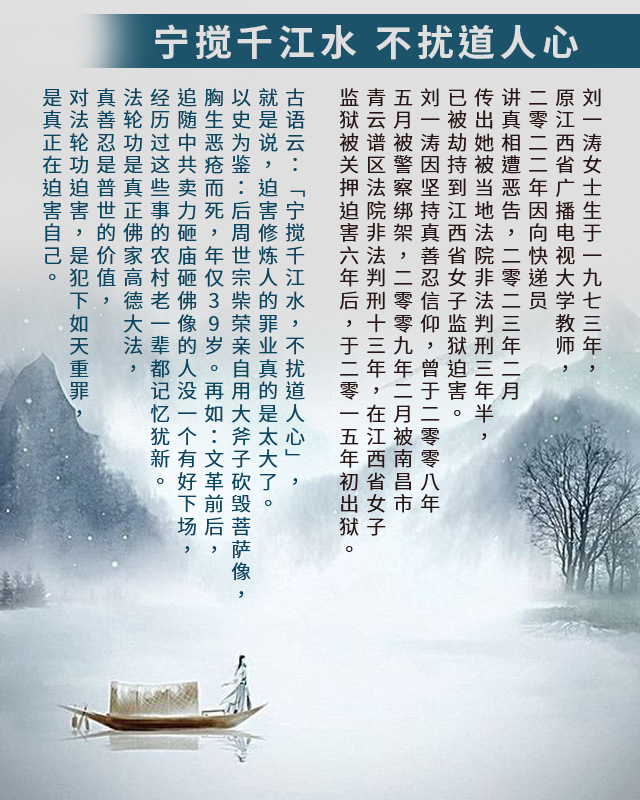 宁搅千江水 不扰道人心
刘一涛女士生于一九七三年，
原江西省广播电视大学教师，
二零二二年因向快递员
讲真相遭恶告，二零二三年二月
传出她被当地法院非法判刑三年半，
已被劫持到江西省女子监狱迫害。
刘一涛因坚持真善忍信仰，曾于二零零八年
五月被警察绑架，二零零九年二月被南昌市
青云谱区法院非法判刑十三年，在江西省女子
监狱被关押迫害六年后，于二零一五年初出狱。
古语云：「宁搅千江水，不扰道人心」，
就是说，迫害修炼人的罪业真的是太大了。
以史为鉴：后周世宗柴荣亲自用大斧子砍毁菩萨像，
胸生恶疮而死，年仅39岁。再如：文革前后，
追随中共卖力砸庙砸佛像的人没一个有好下场，
经历过这些事的农村老一辈都记忆犹新。
法轮功是真正佛家高德大法，
真善忍是普世的价值，
对法轮功迫害，是犯下如天重罪，
是真正在迫害自己。